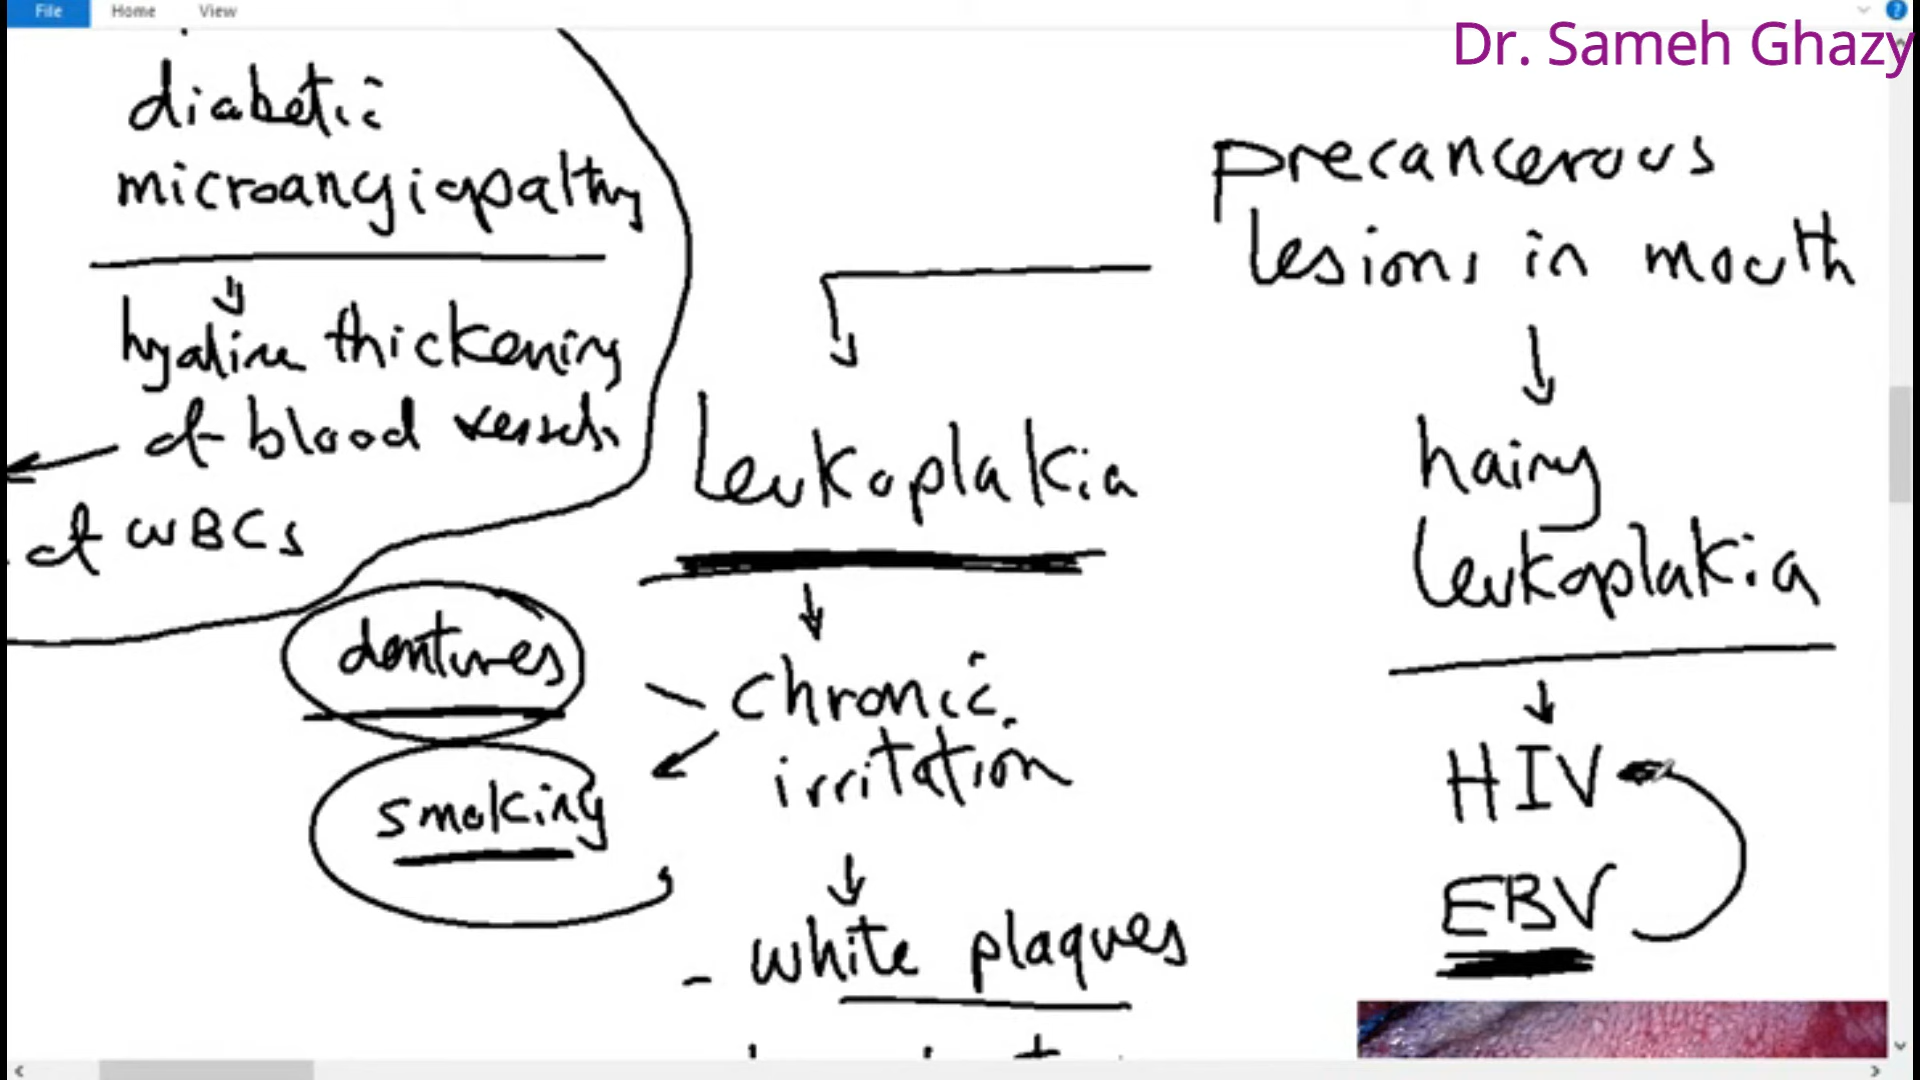 File Home View
Dr. Sameh Ghazy
diabetic
microangiopathy
hyaline thickening
of blood vessels
of WBCs
precancerous
lesions in mouth
leukoplakia
hairy
leukoplakia
dentures
smoking
chronic
irritation
HIV
EBV
- white plaques